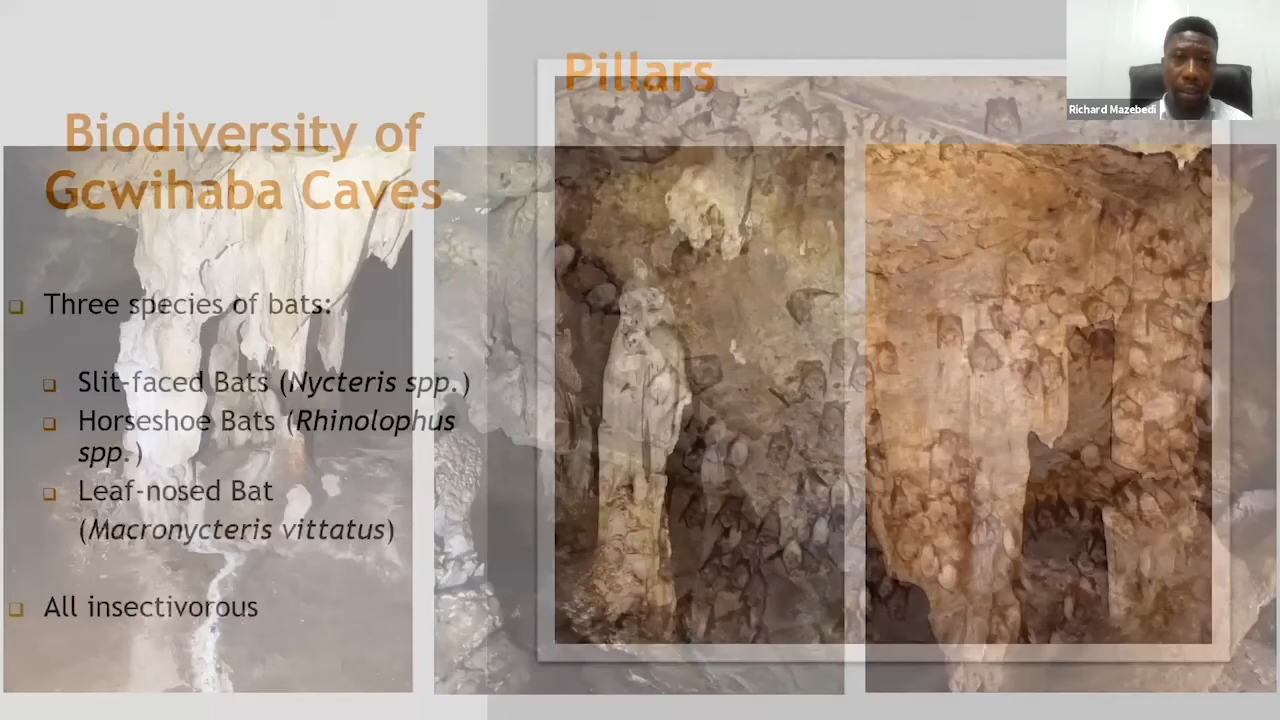 Pillars
Richard Mazebedi
Biodiversity of
Gcwihaba Caves
Three species of bats:
Slit-faced Bats (Nycteris spp.)
Horseshoe Bats (Rhinolophus
spp.)
Leaf-nosed Bat
(Macronycteris vittatus)
All insectivorous